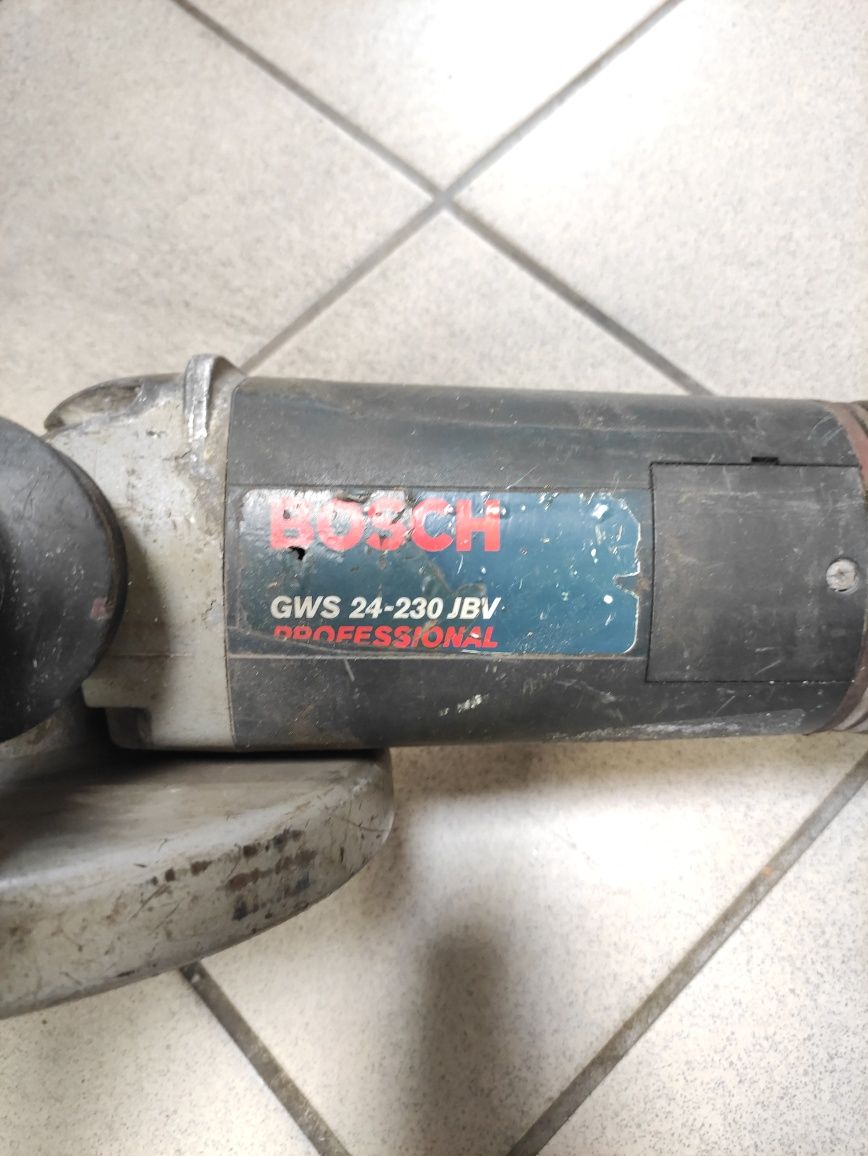 BOSCH
GWS 24-230 JBV
PROFESSIONAL